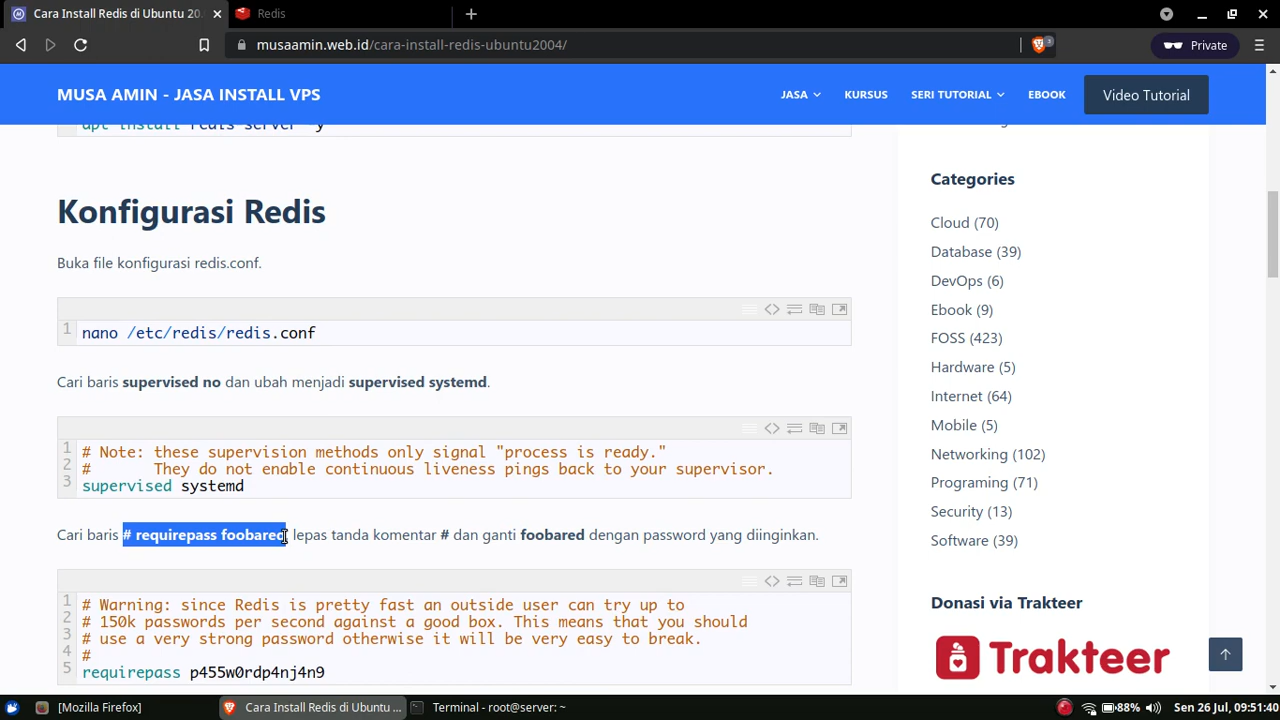 Cara Install Redis di Ubuntu 20.
Redis
musaamin.web.id/cara-install-redis-ubuntu2004/
3
Private
MUSA AMIN - JASA INSTALL VPS
JASA
KURSUS
SERI TUTORIAL
EBOOK
Video Tutorial
apt install redis-server -y
Konfigurasi Redis
Buka file konfigurasi redis.conf.
1 nano /etc/redis/redis.conf
Cari baris supervised no dan ubah menjadi supervised systemd.
1 # Note: these supervision methods only signal "process is ready."
2 #       They do not enable continuous liveness pings back to your supervisor.
3 supervised systemd
Cari baris # requirepass foobared, lepas tanda komentar # dan ganti foobared dengan password yang diinginkan.
1 # Warning: since Redis is pretty fast an outside user can try up to
2 # 150k passwords per second against a good box. This means that you should
3 # use a very strong password otherwise it will be very easy to break.
4 #
5 requirepass p455w0rdp4nj4n9
Categories
Cloud (70)
Database (39)
DevOps (6)
Ebook (9)
FOSS (423)
Hardware (5)
Internet (64)
Mobile (5)
Networking (102)
Programing (71)
Security (13)
Software (39)
Donasi via Trakteer
Trakteer
[Mozilla Firefox]
Cara Install Redis di Ubuntu ...
Terminal - root@server: ~
88%
Sen 26 Jul, 09:51:40